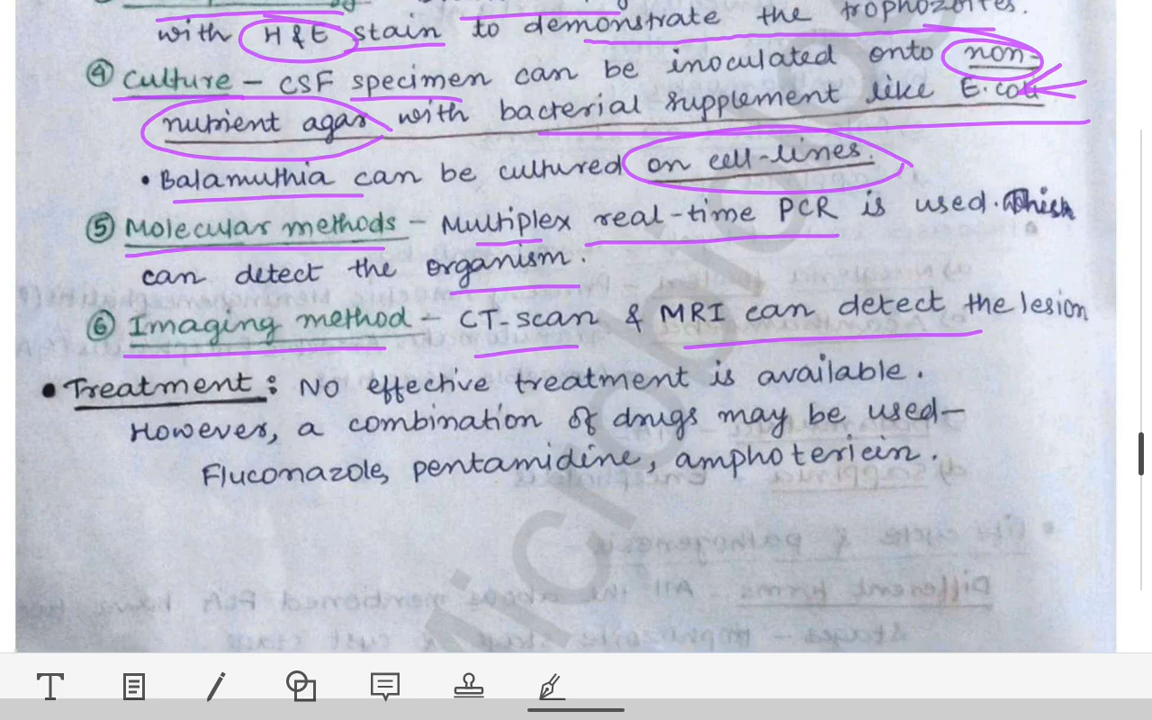 with H & E stain to demonstrate the trophozoites.
④ Culture – CSF specimen can be inoculated onto non-
nutrient agar with bacterial supplement like E.coli
• Balamuthia can be cultured on cell-lines.
⑤ Molecular methods – Multiplex real-time PCR is used. This
can detect the organism.
⑥ Imaging method – CT-scan & MRI can detect the lesion
• Treatment: No effective treatment is available.
However, a combination of drugs may be used–
Fluconazole, pentamidine, amphotericin.